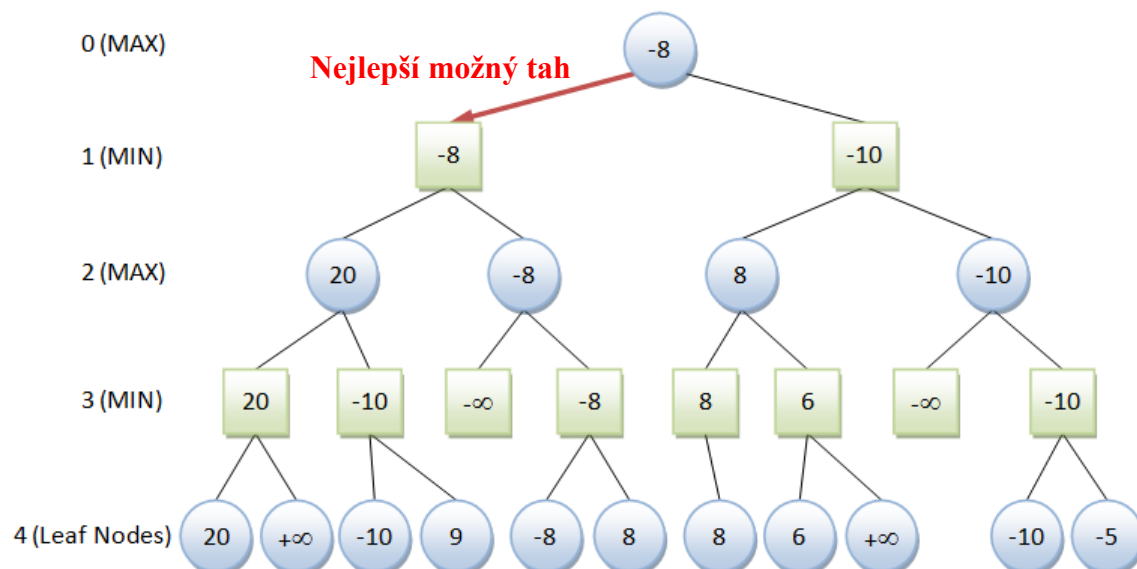 0 (MAX)
-8
Nejlepší možný tah
1 (MIN)
-8 -10
2 (MAX)
20 -8 8 -10
3 (MIN)
20 -10 -∞ -8 8 6 -∞ -10
4 (Leaf Nodes)
20 +∞ -10 9 -8 8 8 6 +∞ -10 -5